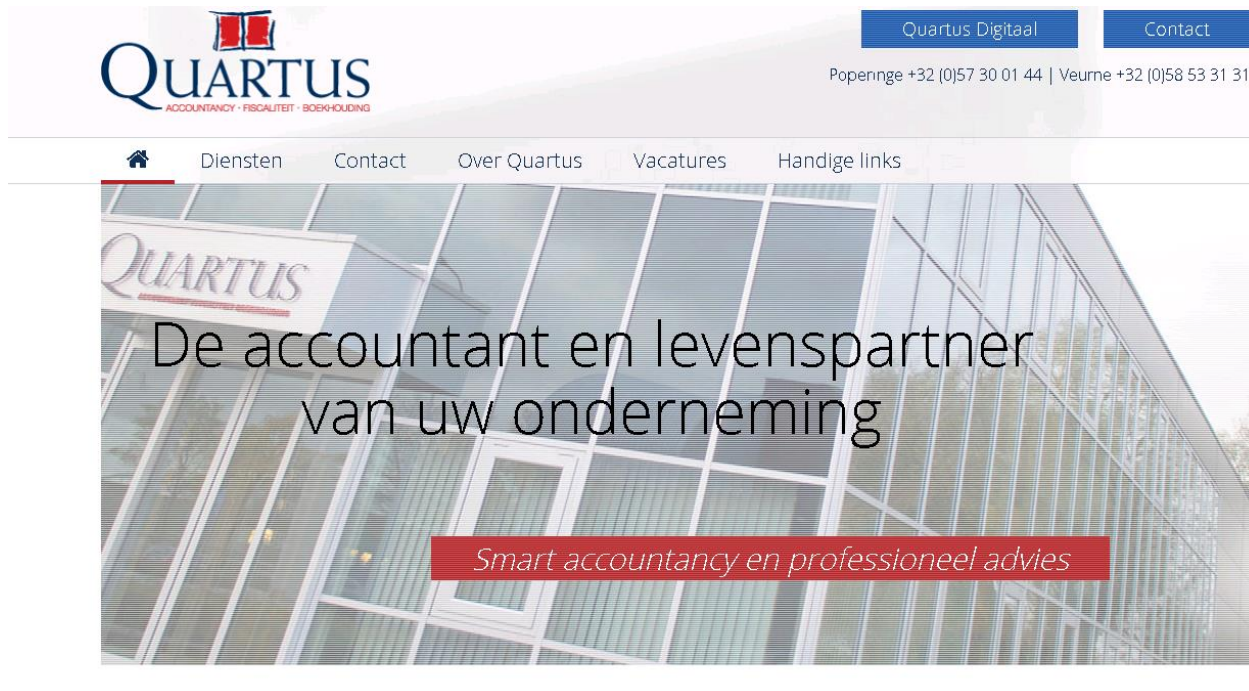 QUARTUS
ACCOUNTANCY - FISCALITEIT - BOEKHOUDING
Quartus Digitaal
Contact
Poperinge +32 (0)57 30 01 44 | Veurne +32 (0)58 53 31 31
Diensten
Contact
Over Quartus
Vacatures
Handige links
QUARTUS
De accountant en levenspartner
van uw onderneming
Smart accountancy en professioneel advies